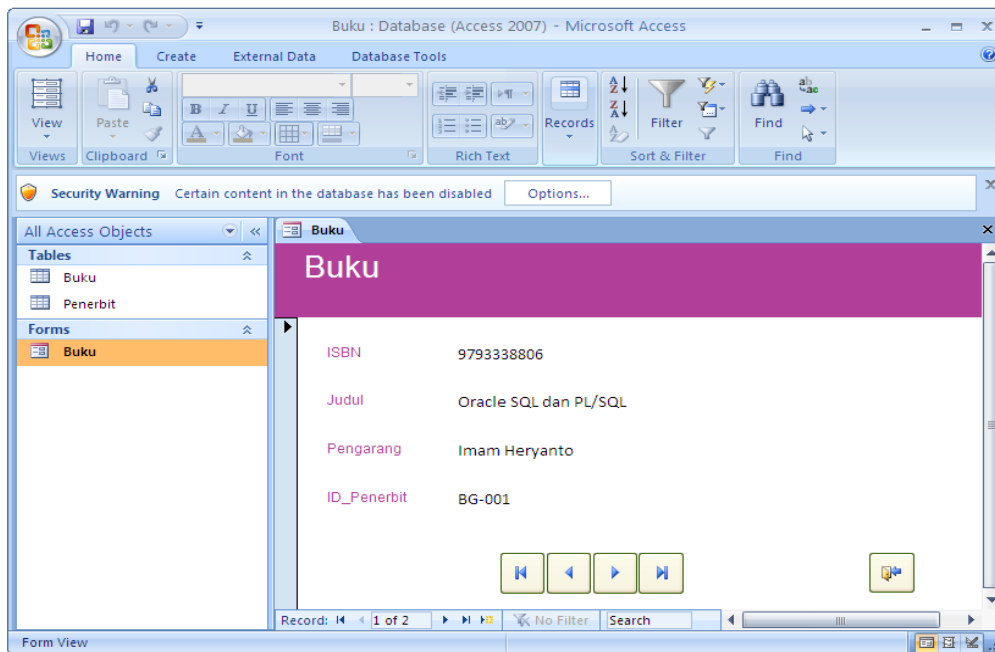 Buku : Database (Access 2007) - Microsoft Access
Home Create External Data Database Tools
View Paste B I U A Records Filter Find
Views Clipboard Font Rich Text Sort & Filter Find
Security Warning Certain content in the database has been disabled Options...
All Access Objects
Tables
Buku
Penerbit
Forms
Buku
Buku
Buku
ISBN 9793338806
Judul Oracle SQL dan PL/SQL
Pengarang Imam Heryanto
ID_Penerbit BG-001
Record: 1 of 2 No Filter Search
Form View